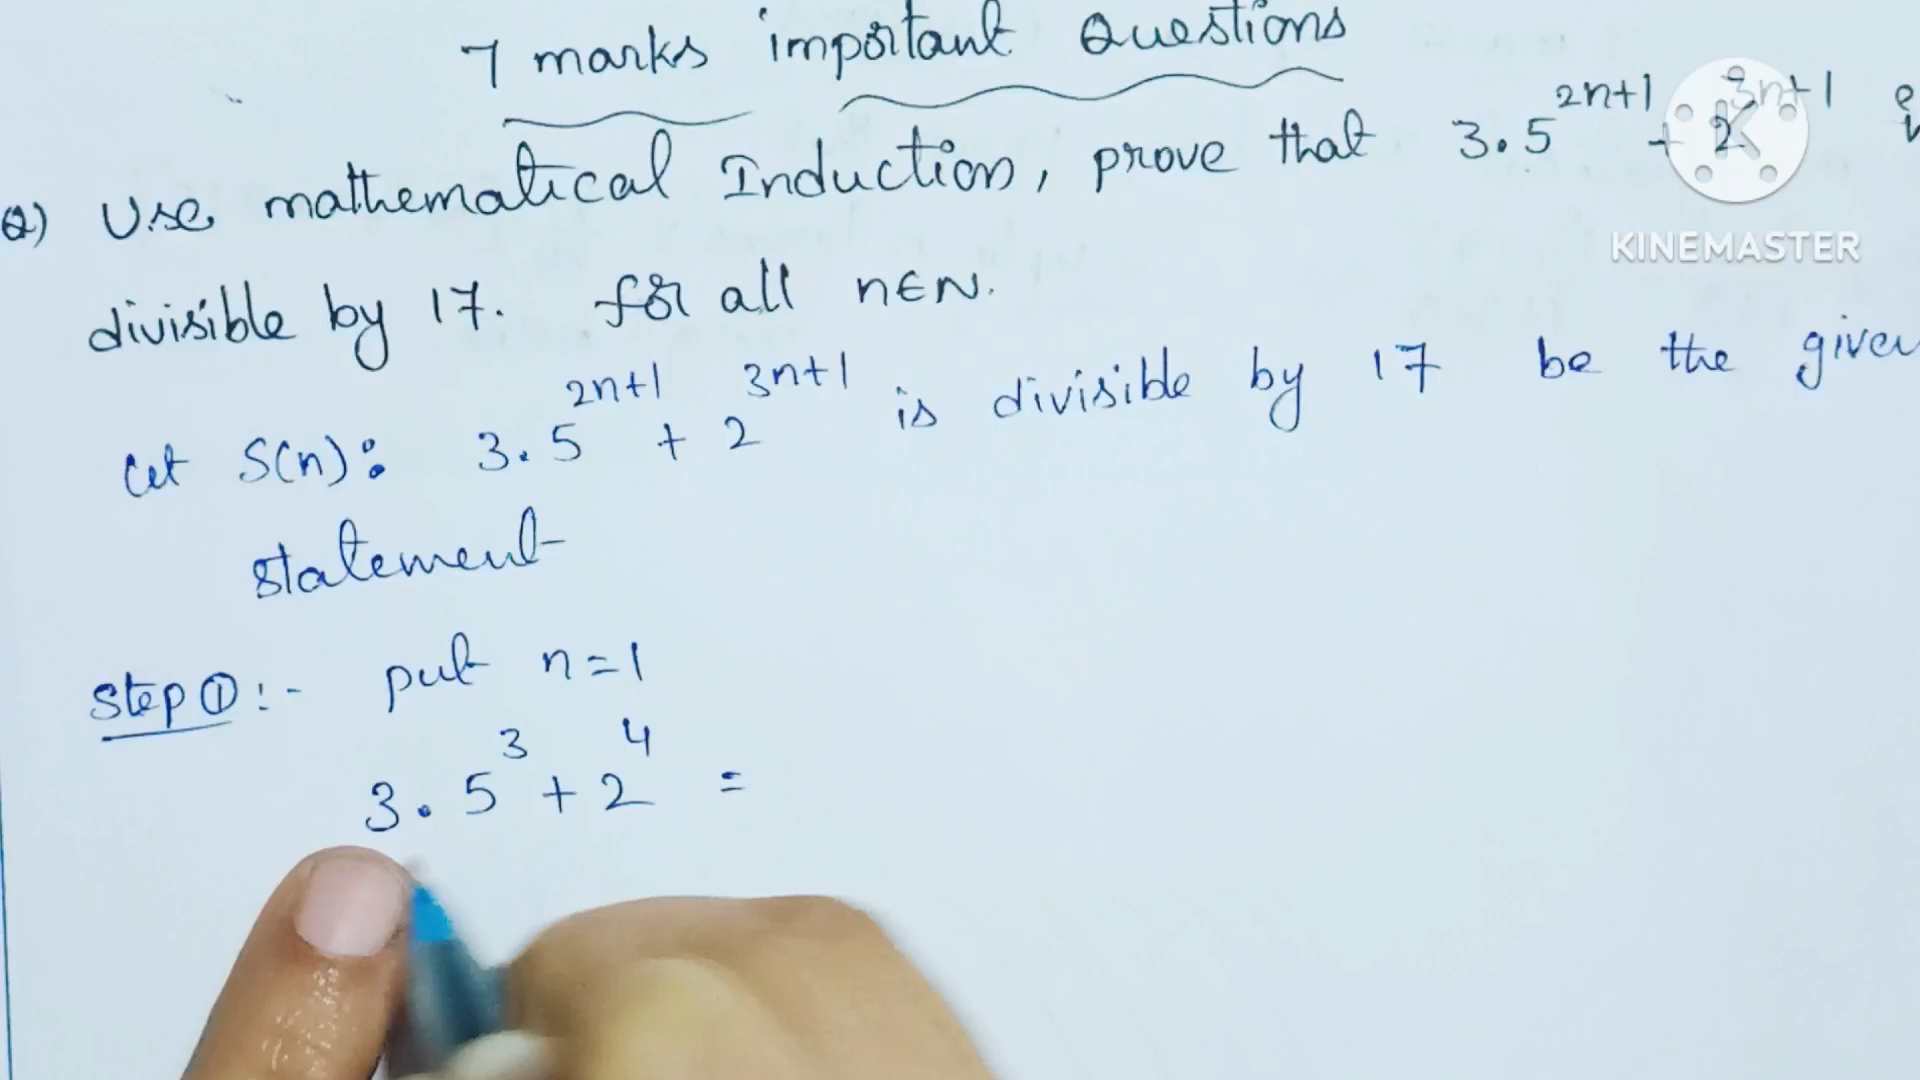 7 marks important Questions
Q) Use mathematical Induction, prove that 3.5^{2n+1} + 2^{3n+1} is
divisible by 17. for all n∈N.
Let S(n): 3.5^{2n+1} + 2^{3n+1} is divisible by 17 be the given
statement
Step ①:- put n=1
3.5^3 + 2^4 =
KINEMASTER